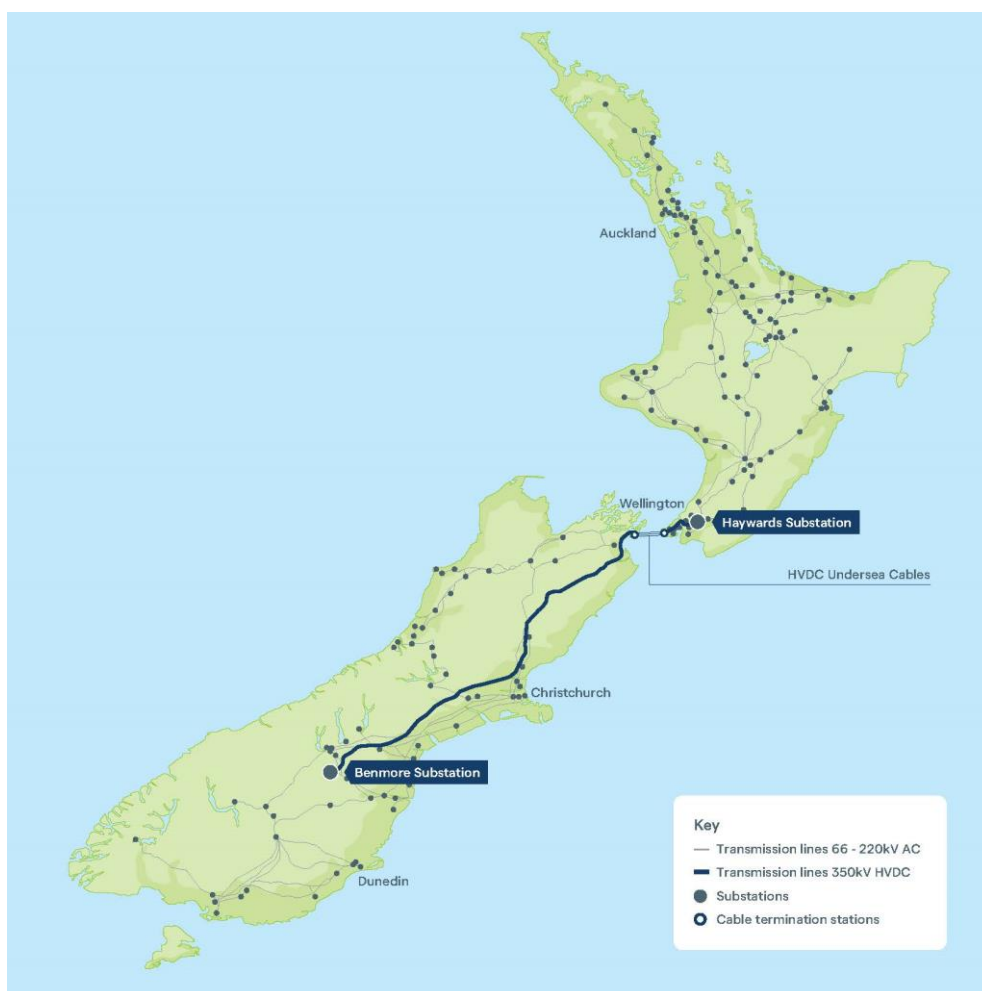 Auckland
Wellington
Haywards Substation
HVDC Undersea Cables
Christchurch
Benmore Substation
Dunedin
Key
Transmission lines 66 - 220kV AC
Transmission lines 350kV HVDC
Substations
Cable termination stations